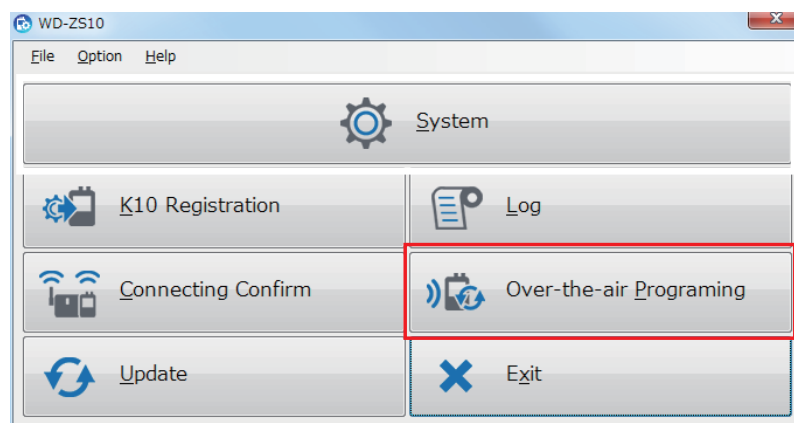 WD-ZS10
File Option Help
System
K10 Registration Log
Connecting Confirm Over-the-air Programing
Update Exit